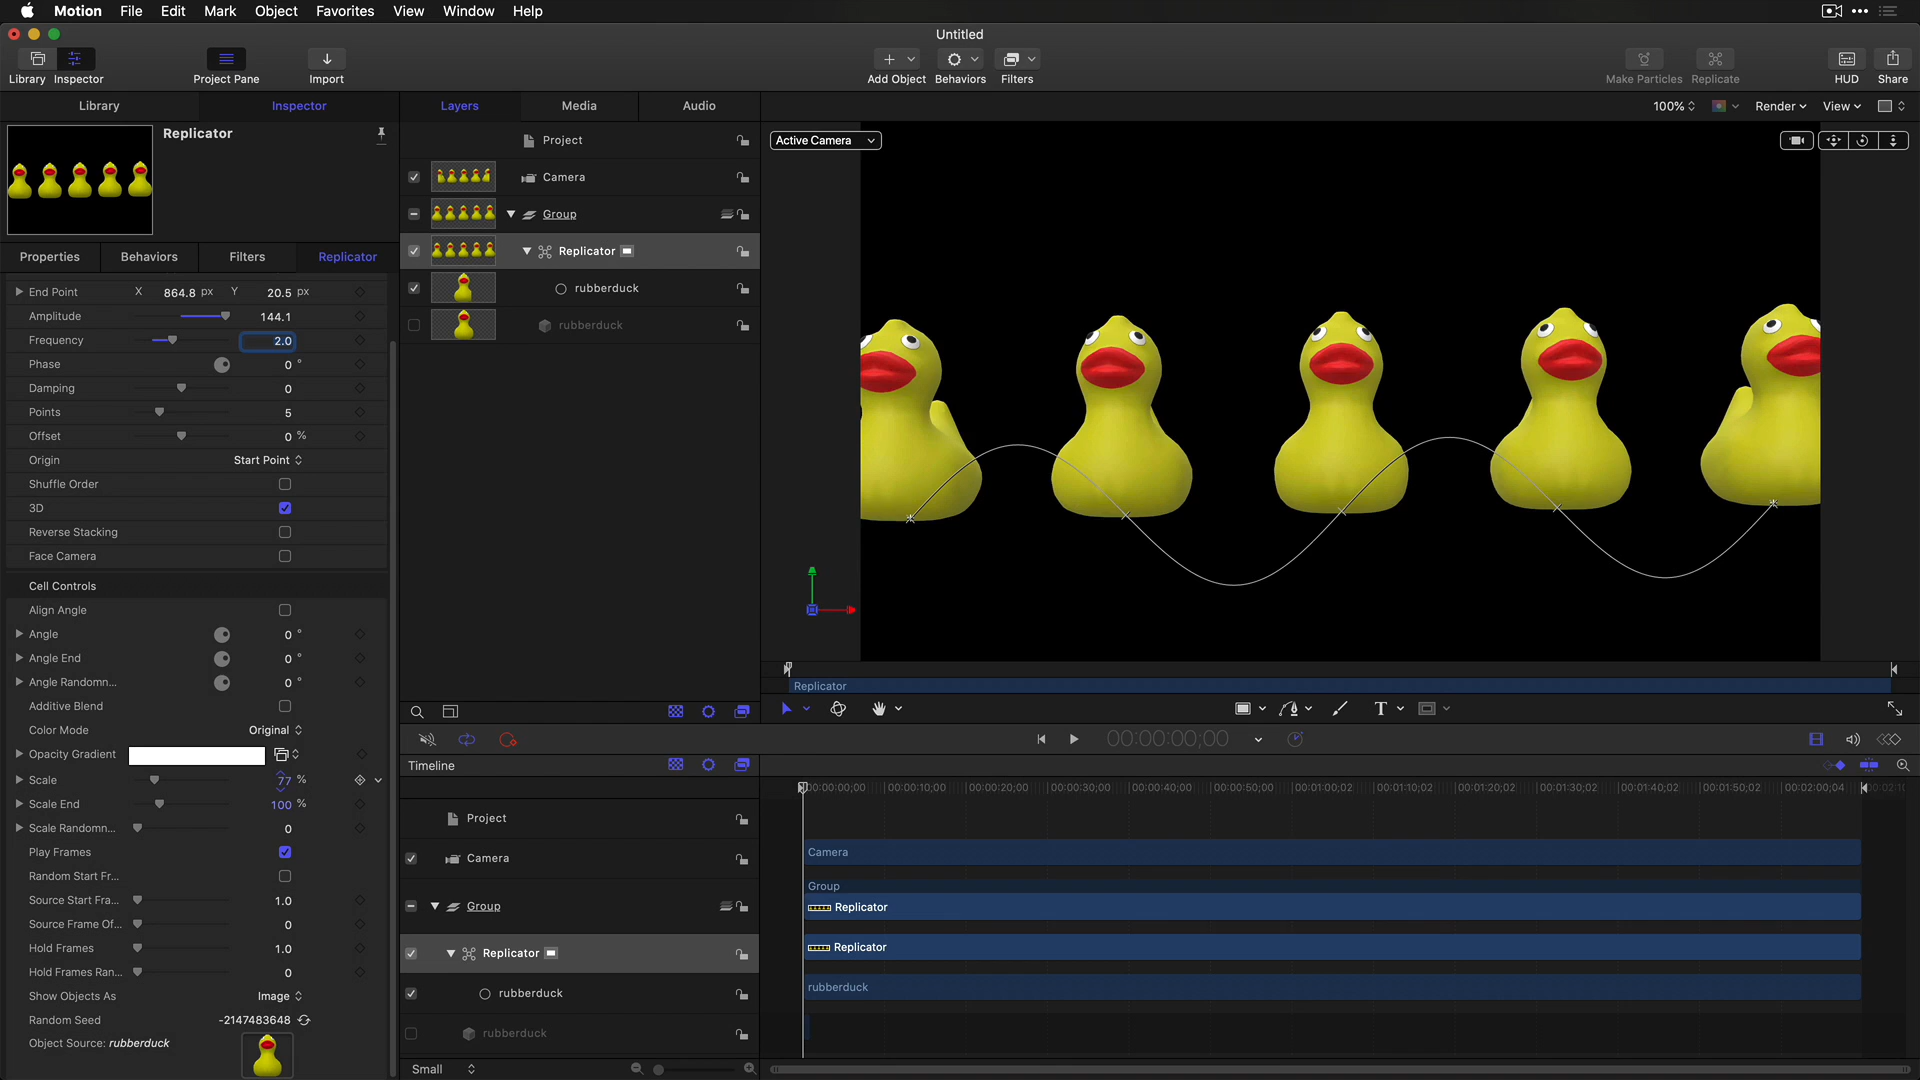 Motion File Edit Mark Object Favorites View Window Help
Untitled
Library Inspector Project Pane Import Add Object Behaviors Filters Make Particles Replicate HUD Share
Library Inspector Layers Media Audio 100% Render View
Replicator
Project
Active Camera
Camera
Group
Properties Behaviors Filters Replicator
Replicator
rubberduck
rubberduck
End Point X 864.8 px Y 20.5 px
Amplitude 144.1
Frequency 2.0
Phase 0 °
Damping 0
Points 5
Offset 0 %
Origin Start Point
Shuffle Order
3D
Reverse Stacking
Face Camera
Cell Controls
Align Angle
Angle 0 °
Angle End 0 °
Angle Randomn... 0 °
Additive Blend
Color Mode Original
Opacity Gradient
Scale 77 %
Scale End 100 %
Scale Randomn... 0
Play Frames
Random Start Fr...
Source Start Fra... 1.0
Source Frame Of... 0
Hold Frames 1.0
Hold Frames Ran... 0
Show Objects As Image
Random Seed -2147483648
Object Source: rubberduck
Replicator
T
00:00:00;00
Timeline
00:00:00;00 00:00:10;00 00:00:20;00 00:00:30;00 00:00:40;00 00:00:50;00 00:01:00;02 00:01:10;02 00:01:20;02 00:01:30;02 00:01:40;02 00:01:50;02 00:02:00;04
Project
Camera Camera
Group
Group Replicator
Replicator Replicator
rubberduck rubberduck
rubberduck
Small